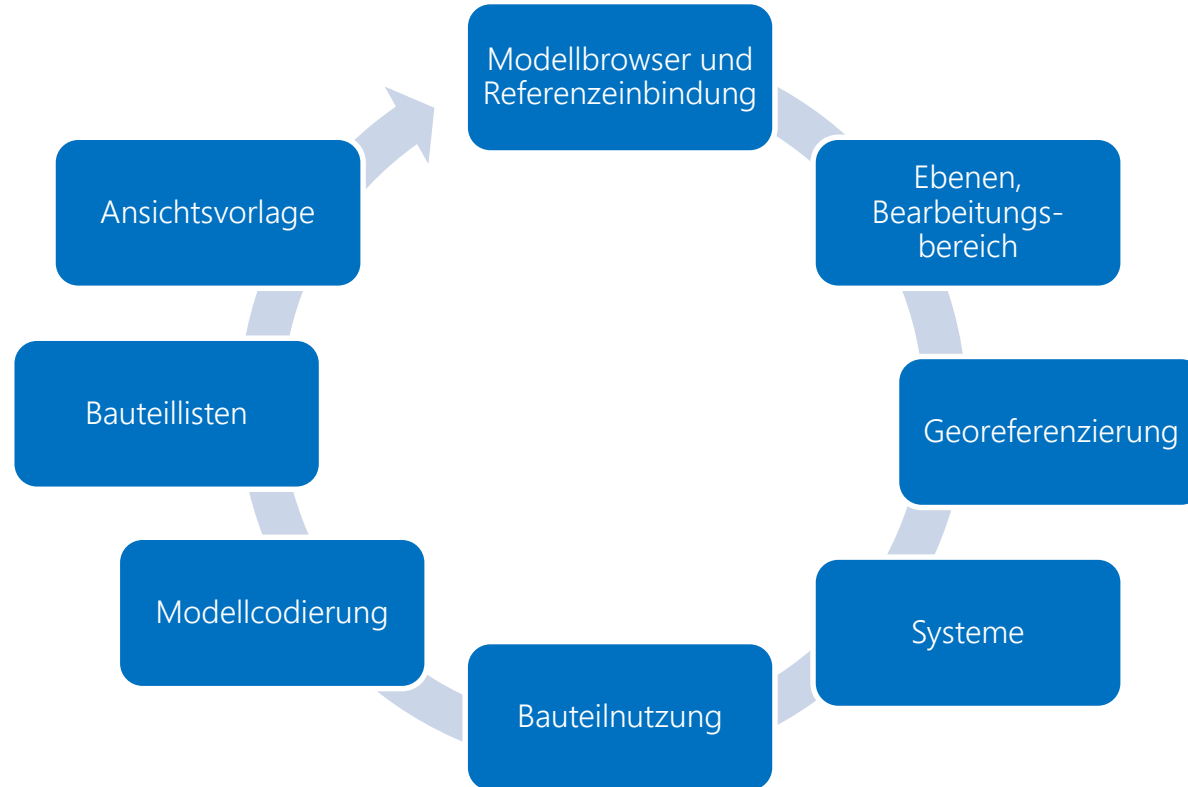 Modellbrowser und
Referenzeinbindung
Ebenen,
Bearbeitungs-
bereich
Georeferenzierung
Systeme
Bauteilnutzung
Modellcodierung
Bauteillisten
Ansichtsvorlage